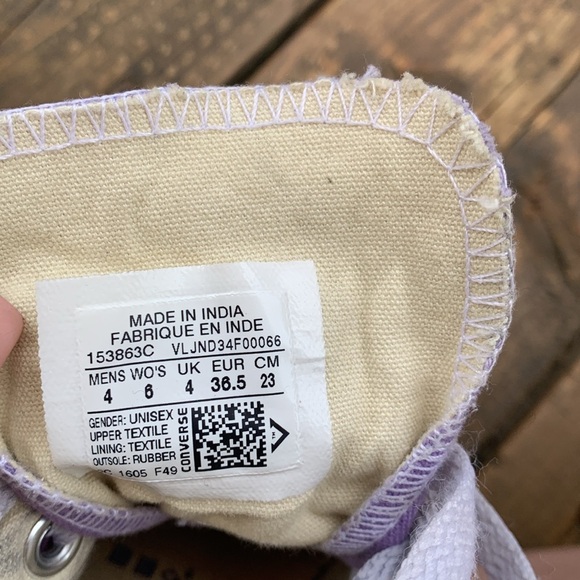 MADE IN INDIA
FABRIQUE EN INDE
153863C VLJND34F00066
MENS WO'S UK EUR CM
4 6 4 36.5 23
GENDER: UNISEX
UPPER: TEXTILE
LINING: TEXTILE
OUTSOLE: RUBBER
1605 F49
CONVERSE